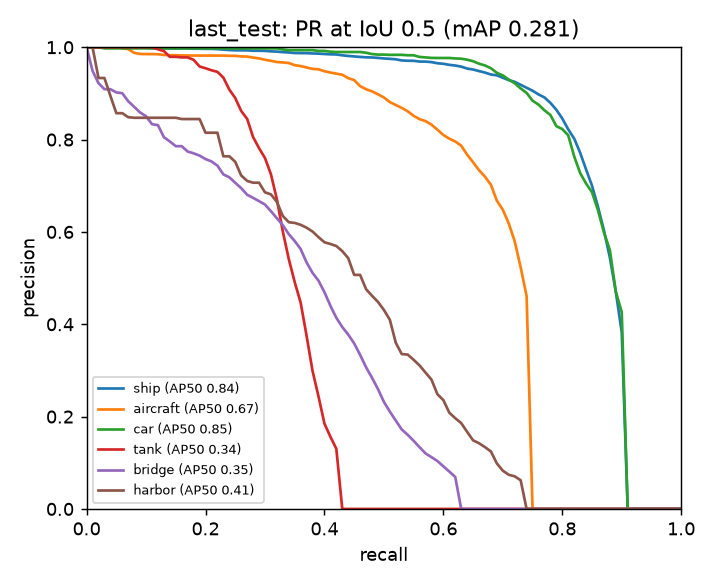 last_test: PR at IoU 0.5 (mAP 0.281)
precision
1.0
0.8
0.6
0.4
0.2
0.0
ship (AP50 0.84)
aircraft (AP50 0.67)
car (AP50 0.85)
tank (AP50 0.34)
bridge (AP50 0.35)
harbor (AP50 0.41)
0.0 0.2 0.4 0.6 0.8 1.0
recall